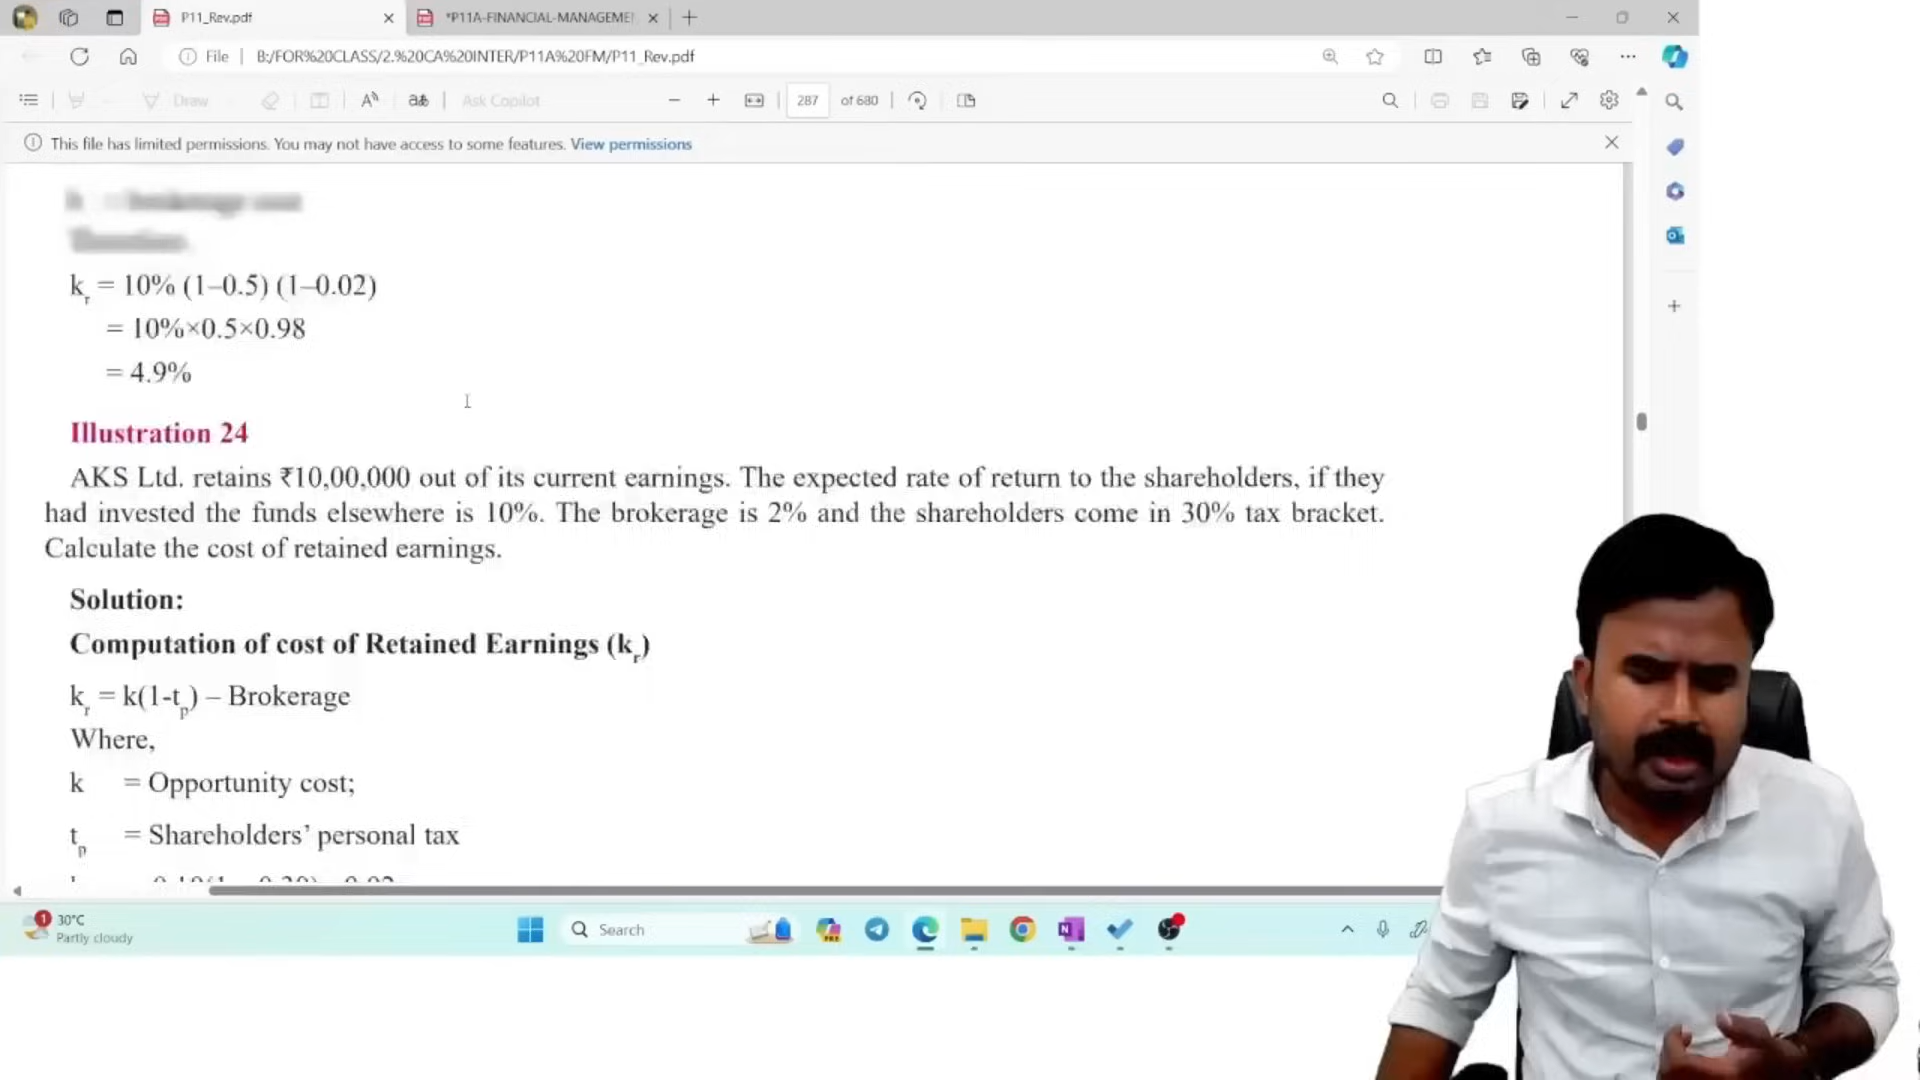 P11_Rev.pdf
*P11A-FINANCIAL-MANAGEME
File
B:/FOR%20CLASS/2.%20CA%20INTER/P11A%20FM/P11_Rev.pdf
Draw
Ask Copilot
287
of 680
This file has limited permissions. You may not have access to some features. View permissions
kr = 10% (1–0.5) (1–0.02)
= 10%×0.5×0.98
= 4.9%
Illustration 24
AKS Ltd. retains ₹10,00,000 out of its current earnings. The expected rate of return to the shareholders, if they
had invested the funds elsewhere is 10%. The brokerage is 2% and the shareholders come in 30% tax bracket.
Calculate the cost of retained earnings.
Solution:
Computation of cost of Retained Earnings (kr)
kr = k(1-tp) – Brokerage
Where,
k = Opportunity cost;
tp = Shareholders’ personal tax
1
30°C
Partly cloudy
Search